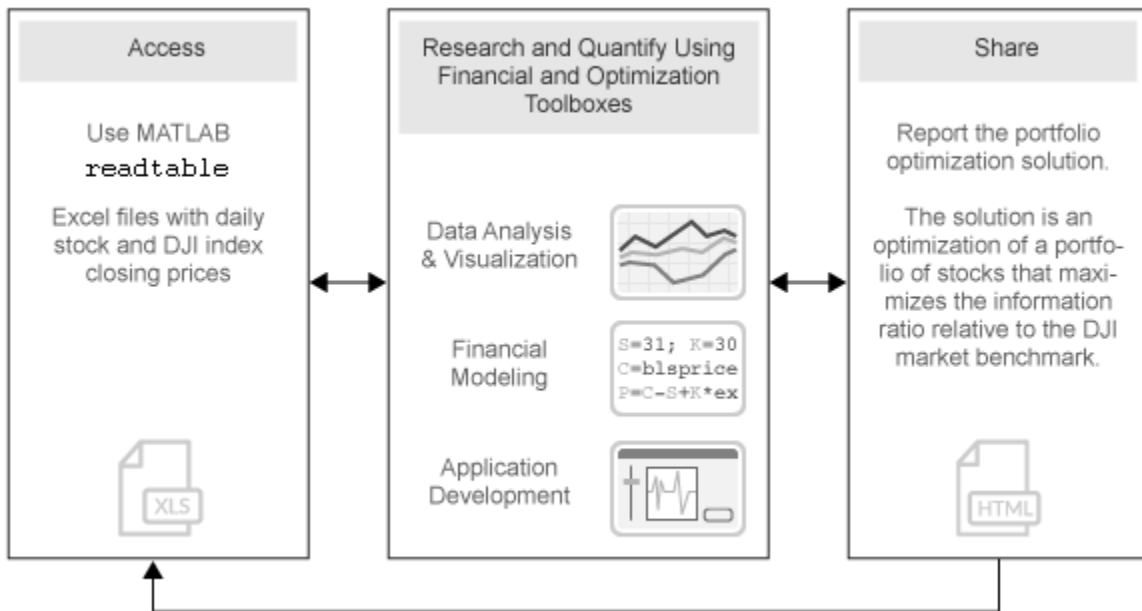 Access
Use MATLAB
readtable
Excel files with daily
stock and DJI index
closing prices
XLS
Research and Quantify Using
Financial and Optimization
Toolboxes
Data Analysis
& Visualization
Financial
Modeling
S=31; K=30
C=blsprice
P=C-S+K*ex
Application
Development
Share
Report the portfolio
optimization solution.
The solution is an
optimization of a portfo-
lio of stocks that maxi-
mizes the information
ratio relative to the DJI
market benchmark.
HTML